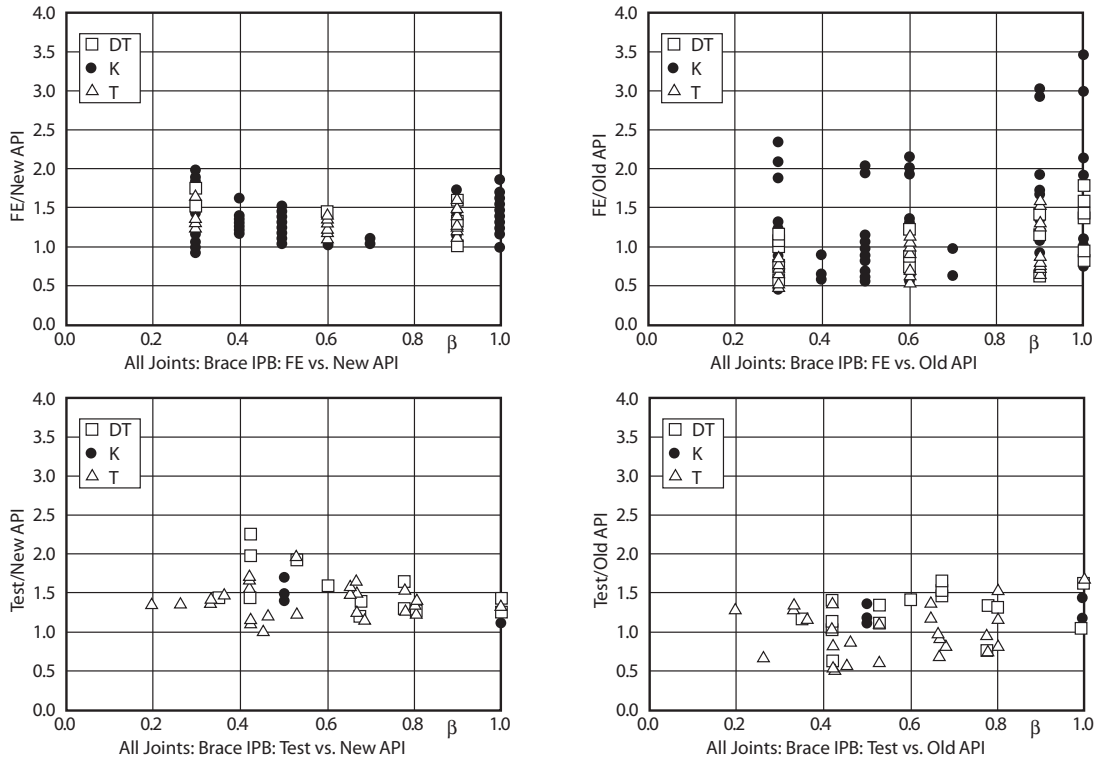 4.0
3.5
3.0
2.5
2.0
1.5
1.0
0.5
0.0
FE/New API
DT
K
T
0.0 0.2 0.4 0.6 0.8 β 1.0
All Joints: Brace IPB: FE vs. New API
4.0
3.5
3.0
2.5
2.0
1.5
1.0
0.5
0.0
FE/Old API
DT
K
T
0.0 0.2 0.4 0.6 0.8 β 1.0
All Joints: Brace IPB: FE vs. Old API
4.0
3.5
3.0
2.5
2.0
1.5
1.0
0.5
0.0
Test/New API
DT
K
T
0.0 0.2 0.4 0.6 0.8 β 1.0
All Joints: Brace IPB: Test vs. New API
4.0
3.5
3.0
2.5
2.0
1.5
1.0
0.5
0.0
Test/Old API
DT
K
T
0.0 0.2 0.4 0.6 0.8 β 1.0
All Joints: Brace IPB: Test vs. Old API